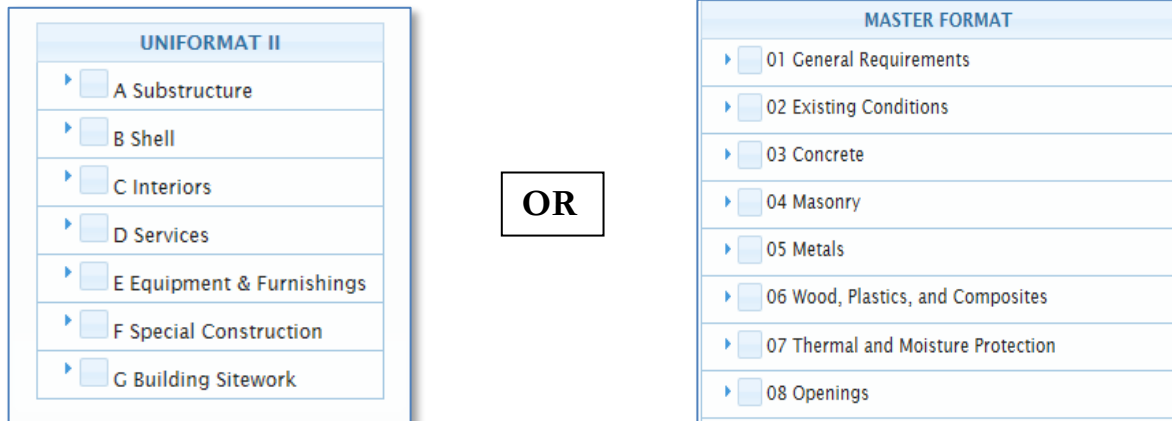 UNIFORMAT II
A Substructure
B Shell
C Interiors
D Services
E Equipment & Furnishings
F Special Construction
G Building Sitework
OR
MASTER FORMAT
01 General Requirements
02 Existing Conditions
03 Concrete
04 Masonry
05 Metals
06 Wood, Plastics, and Composites
07 Thermal and Moisture Protection
08 Openings